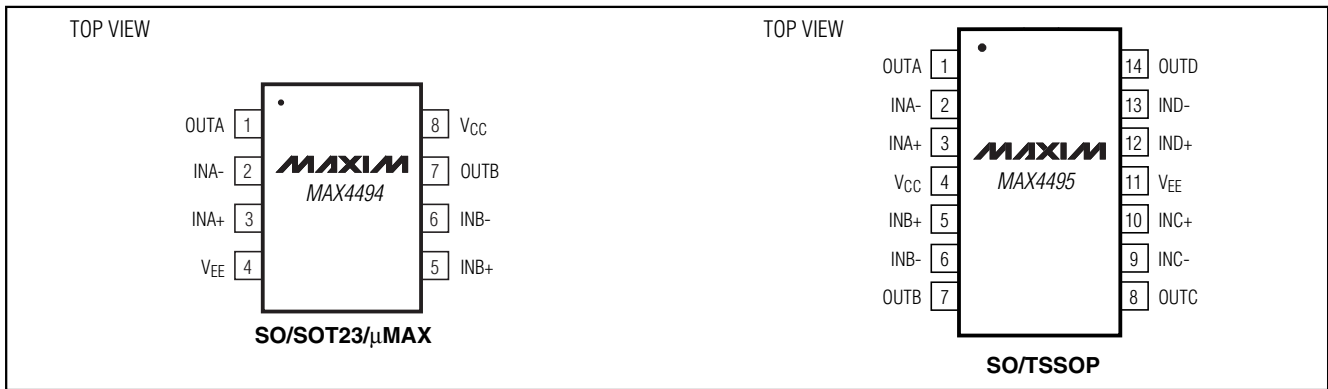 TOP VIEW
OUTA 1
INA- 2
INA+ 3
VEE 4
8 VCC
7 OUTB
6 INB-
5 INB+
MAXIM
MAX4494
SO/SOT23/μMAX
TOP VIEW
OUTA 1
INA- 2
INA+ 3
VCC 4
INB+ 5
INB- 6
OUTB 7
14 OUTD
13 IND-
12 IND+
11 VEE
10 INC+
9 INC-
8 OUTC
MAXIM
MAX4495
SO/TSSOP